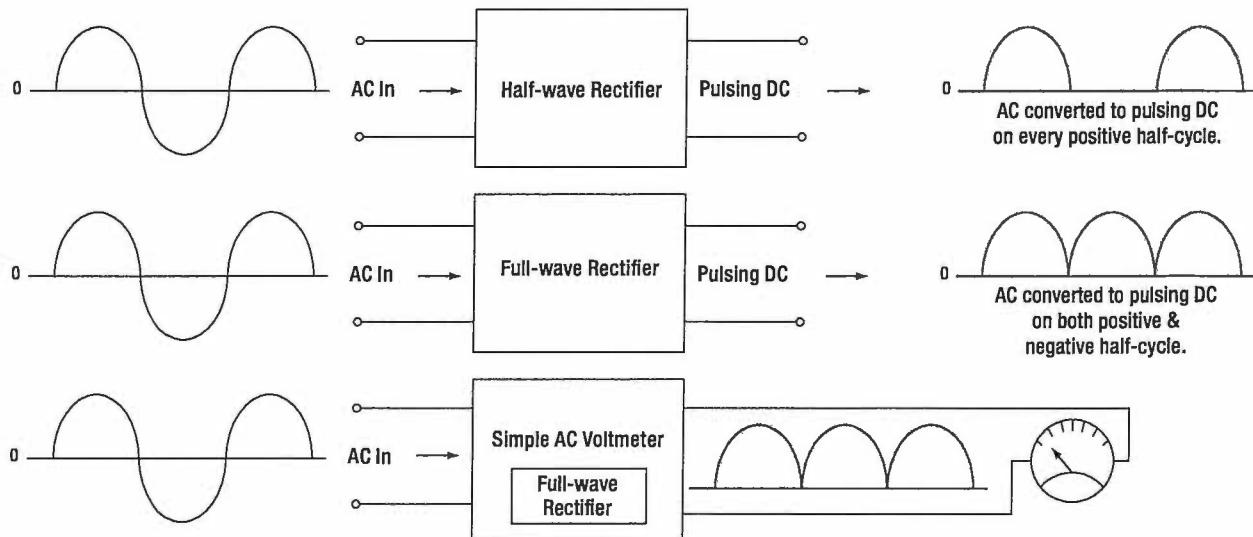 0
AC In
Half-wave Rectifier
Pulsing DC
0
AC converted to pulsing DC
on every positive half-cycle.
0
AC In
Full-wave Rectifier
Pulsing DC
0
AC converted to pulsing DC
on both positive &
negative half-cycle.
0
AC In
Simple AC Voltmeter
Full-wave
Rectifier